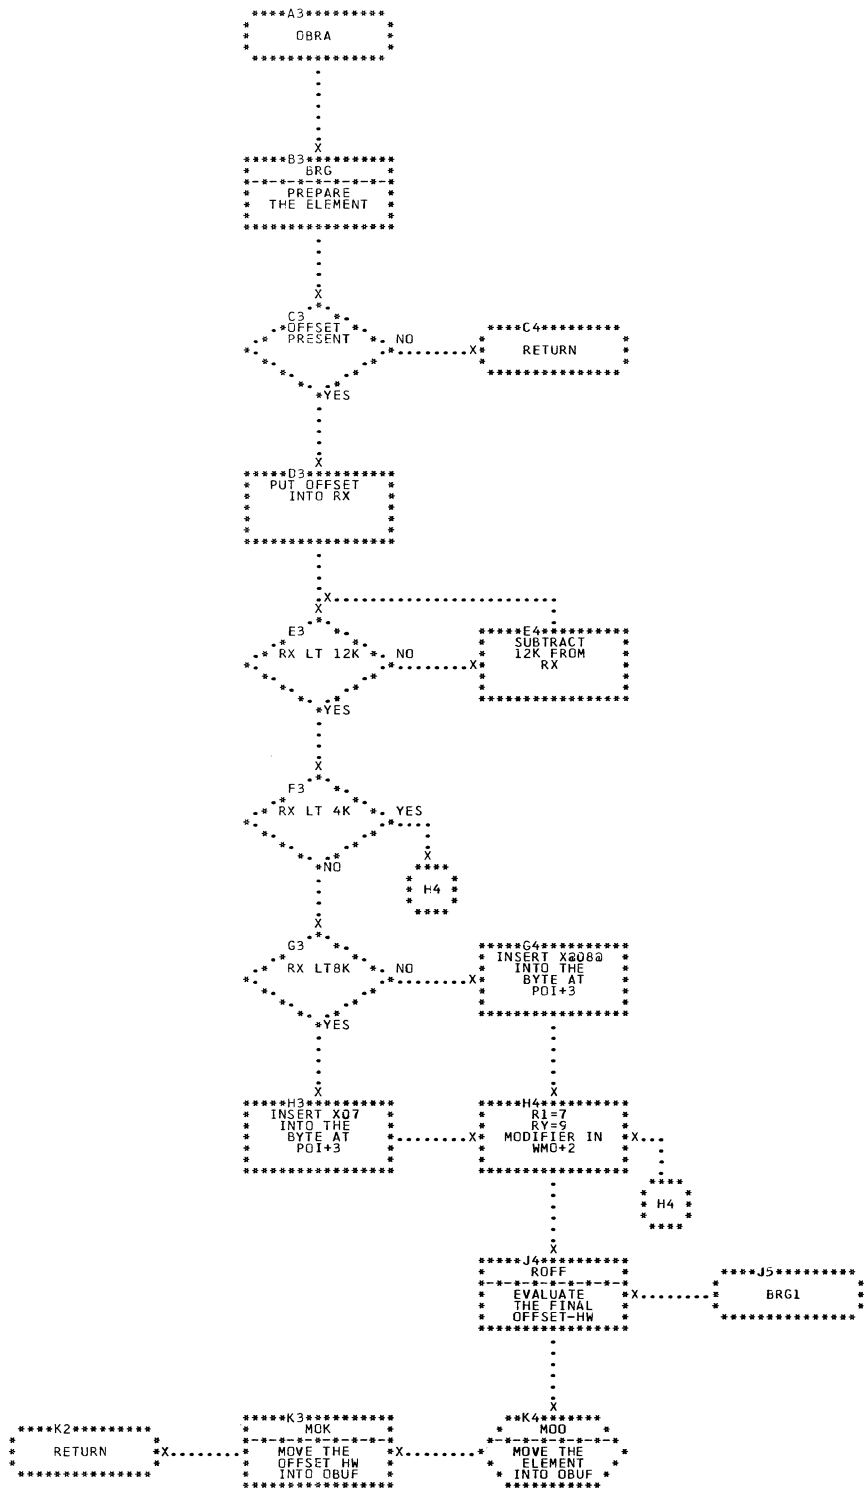 A3
OBRA
B3
BRG
PREPARE
THE ELEMENT
C3
OFFSET
PRESENT
NO
C4
RETURN
YES
D3
PUT OFFSET
INTO RX
E3
RX LT 12K
NO
E4
SUBTRACT
12K FROM
RX
YES
F3
RX LT 4K
YES
NO
H4
G3
RX LT8K
NO
G4
INSERT Xa08a
INTO THE
BYTE AT
POI+3
YES
H3
INSERT X07
INTO THE
BYTE AT
POI+3
H4
R1=7
RY=9
MODIFIER IN
WMO+2
H4
J4
ROFF
EVALUATE
THE FINAL
OFFSET-HW
J5
BRG1
K2
RETURN
K3
MOK
MOVE THE
OFFSET HW
INTO OBUF
K4
MOO
MOVE THE
ELEMENT
INTO OBUF